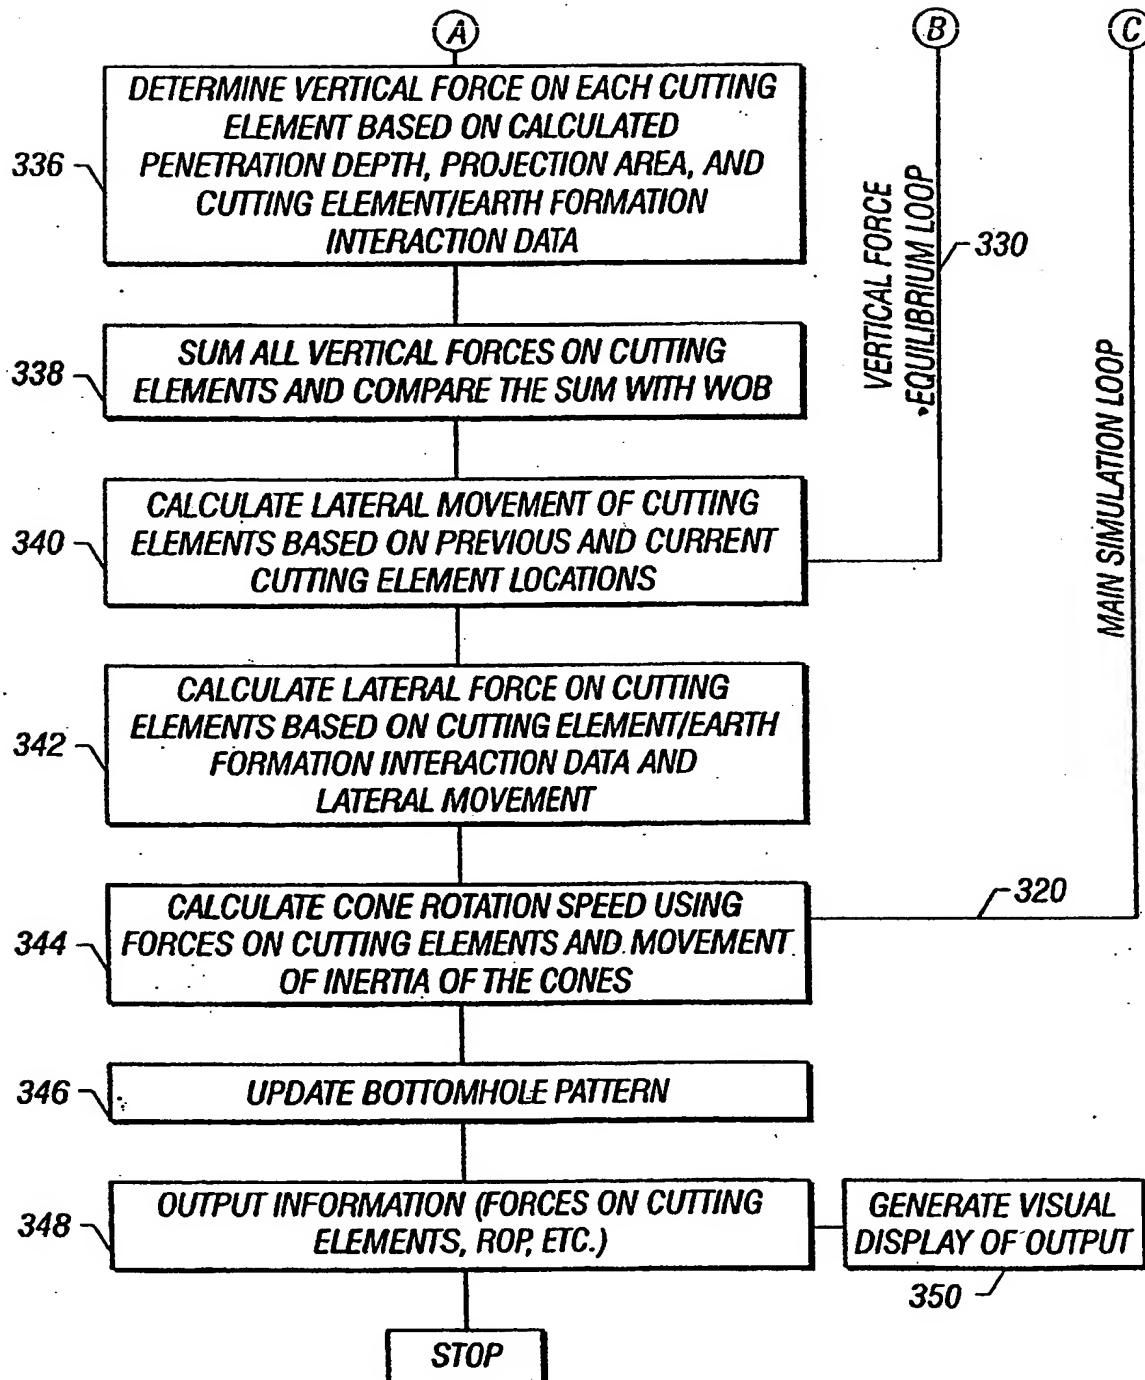 A
B
C
DETERMINE VERTICAL FORCE ON EACH CUTTING
ELEMENT BASED ON CALCULATED
PENETRATION DEPTH, PROJECTION AREA, AND
CUTTING ELEMENT/EARTH FORMATION
INTERACTION DATA
336
VERTICAL FORCE
EQUILIBRIUM LOOP
330
SUM ALL VERTICAL FORCES ON CUTTING
ELEMENTS AND COMPARE THE SUM WITH WOB
338
MAIN SIMULATION LOOP
CALCULATE LATERAL MOVEMENT OF CUTTING
ELEMENTS BASED ON PREVIOUS AND CURRENT
CUTTING ELEMENT LOCATIONS
340
CALCULATE LATERAL FORCE ON CUTTING
ELEMENTS BASED ON CUTTING ELEMENT/EARTH
FORMATION INTERACTION DATA AND
LATERAL MOVEMENT
342
320
CALCULATE CONE ROTATION SPEED USING
FORCES ON CUTTING ELEMENTS AND MOVEMENT
OF INERTIA OF THE CONES
344
346
UPDATE BOTTOMHOLE PATTERN
OUTPUT INFORMATION (FORCES ON CUTTING
ELEMENTS, ROP, ETC.)
348
GENERATE VISUAL
DISPLAY OF OUTPUT
350
STOP